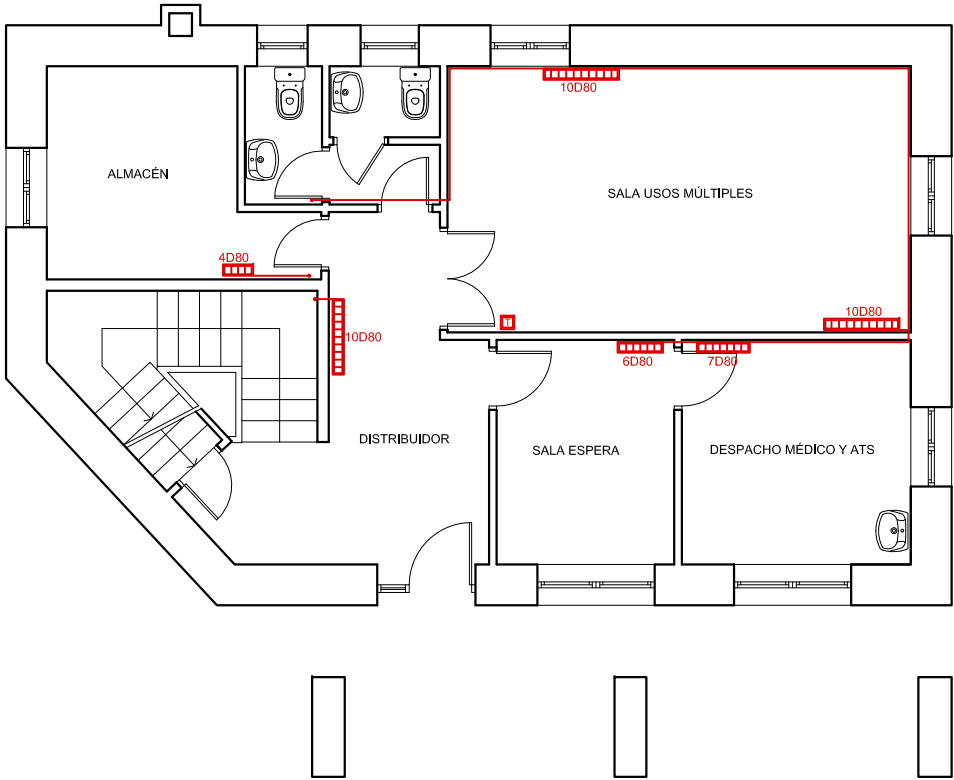 10D80
ALMACÉN
SALA USOS MÚLTIPLES
4D80
10D80
T
10D80
6D80
7D80
DISTRIBUIDOR
SALA ESPERA
DESPACHO MÉDICO Y ATS